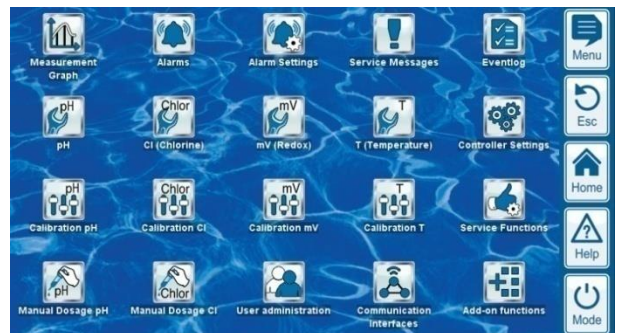 Measurement
Graph
Alarms
Alarm Settings
Service Messages
Eventlog
Menu
pH
pH
Chlor
Cl (Chlorine)
mV
mV (Redox)
T
T (Temperature)
Controller Settings
Esc
pH
Calibration pH
Chlor
Calibration Cl
mV
Calibration mV
T
Calibration T
Service Functions
Home
pH
Manual Dosage pH
Chlor
Manual Dosage Cl
User administration
Communication
Interfaces
Add-on functions
?
Help
Mode